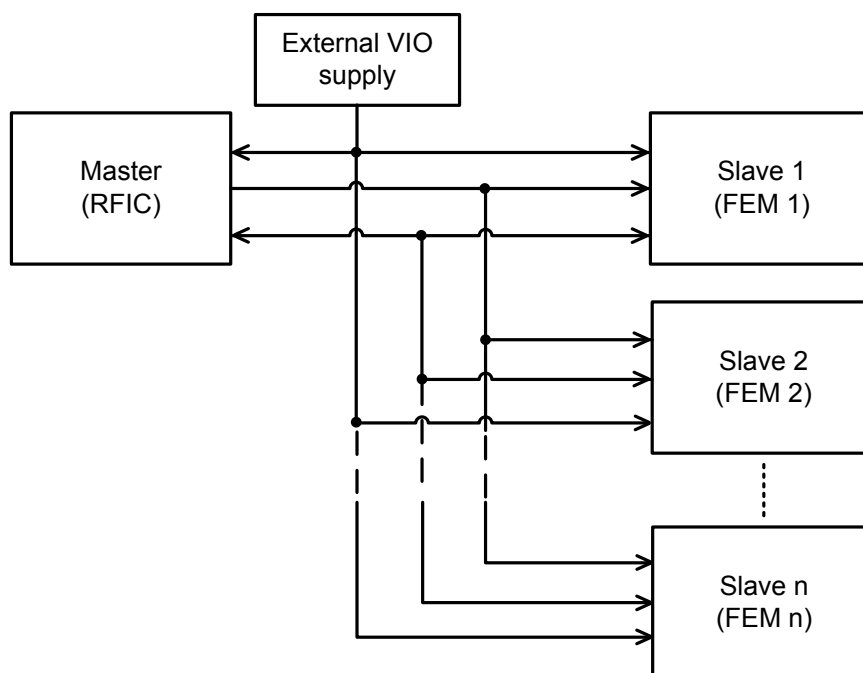 External VIO
supply
Master
(RFIC)
Slave 1
(FEM 1)
Slave 2
(FEM 2)
Slave n
(FEM n)